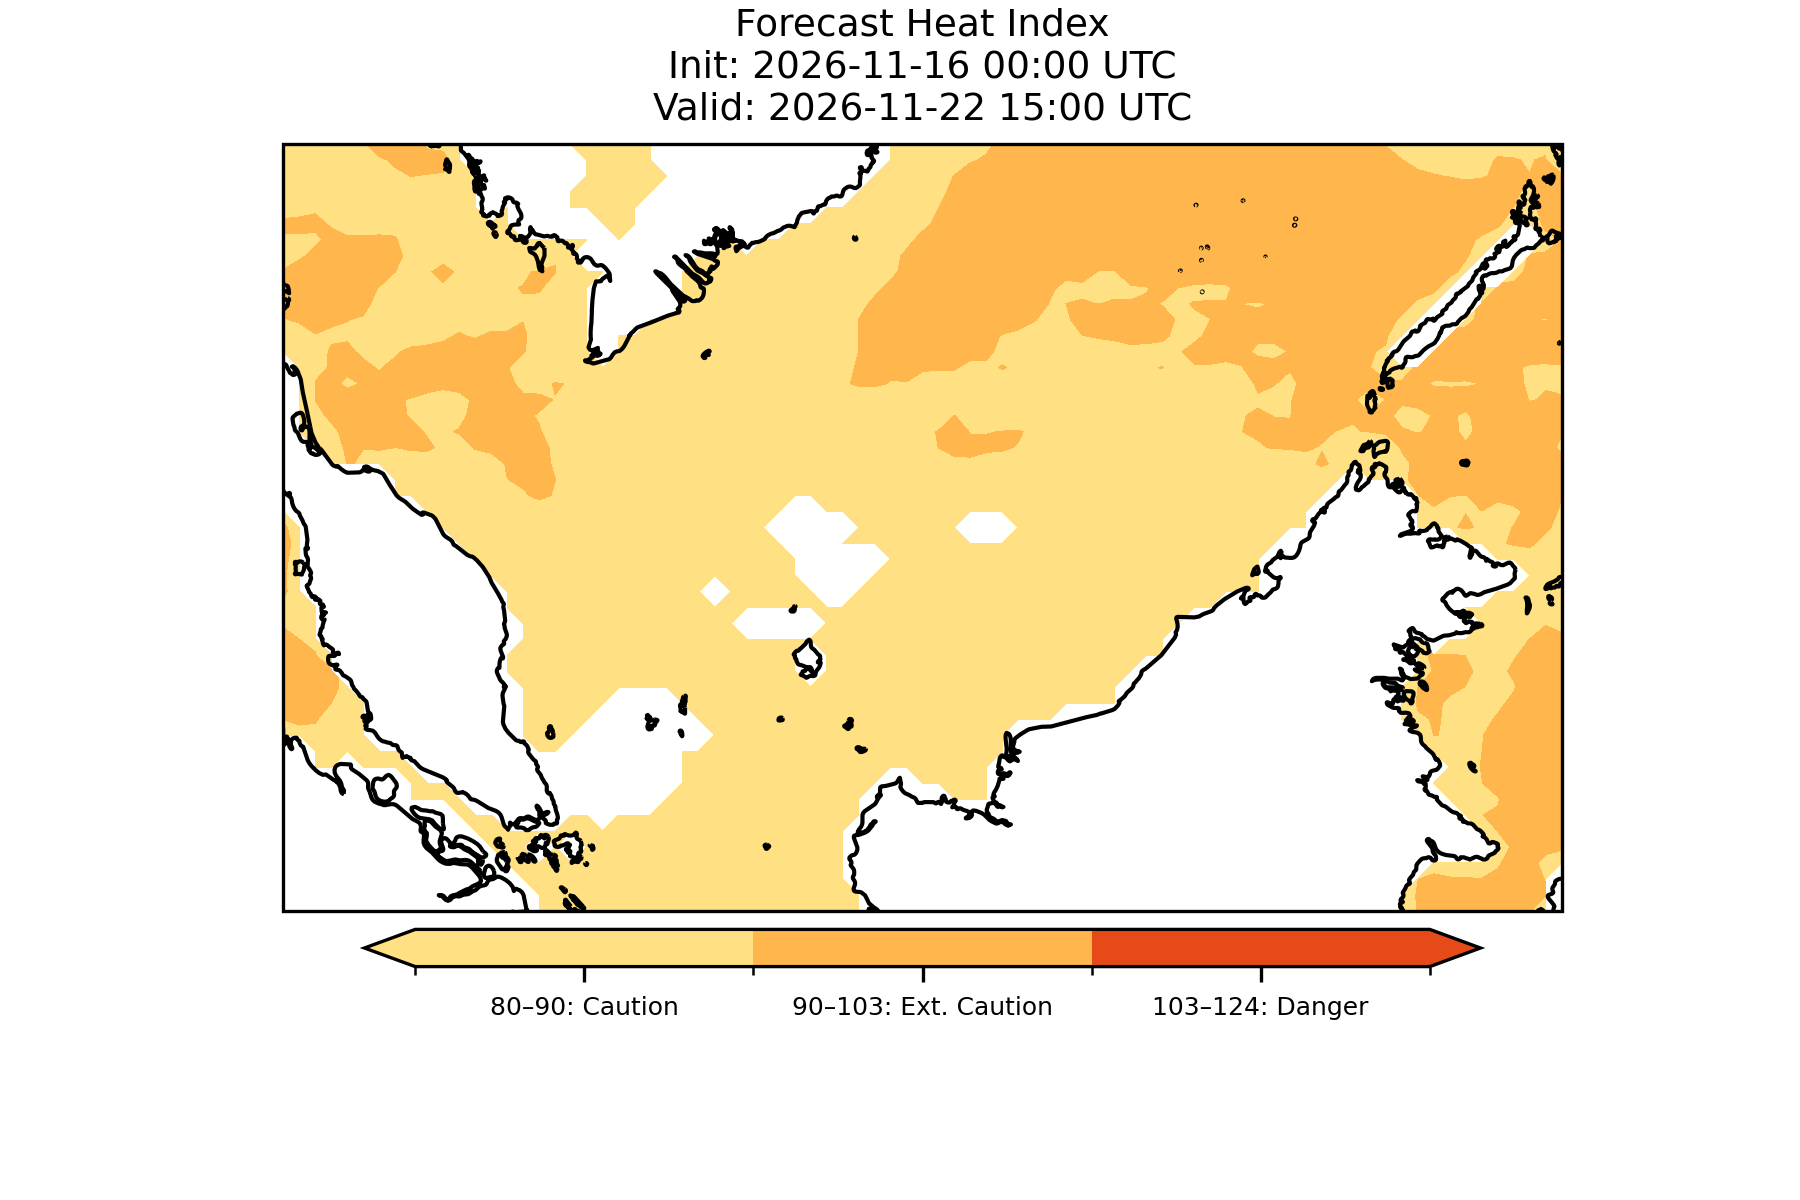 Forecast Heat Index
Init: 2026-11-16 00:00 UTC
Valid: 2026-11-22 15:00 UTC
80–90: Caution
90–103: Ext. Caution
103–124: Danger